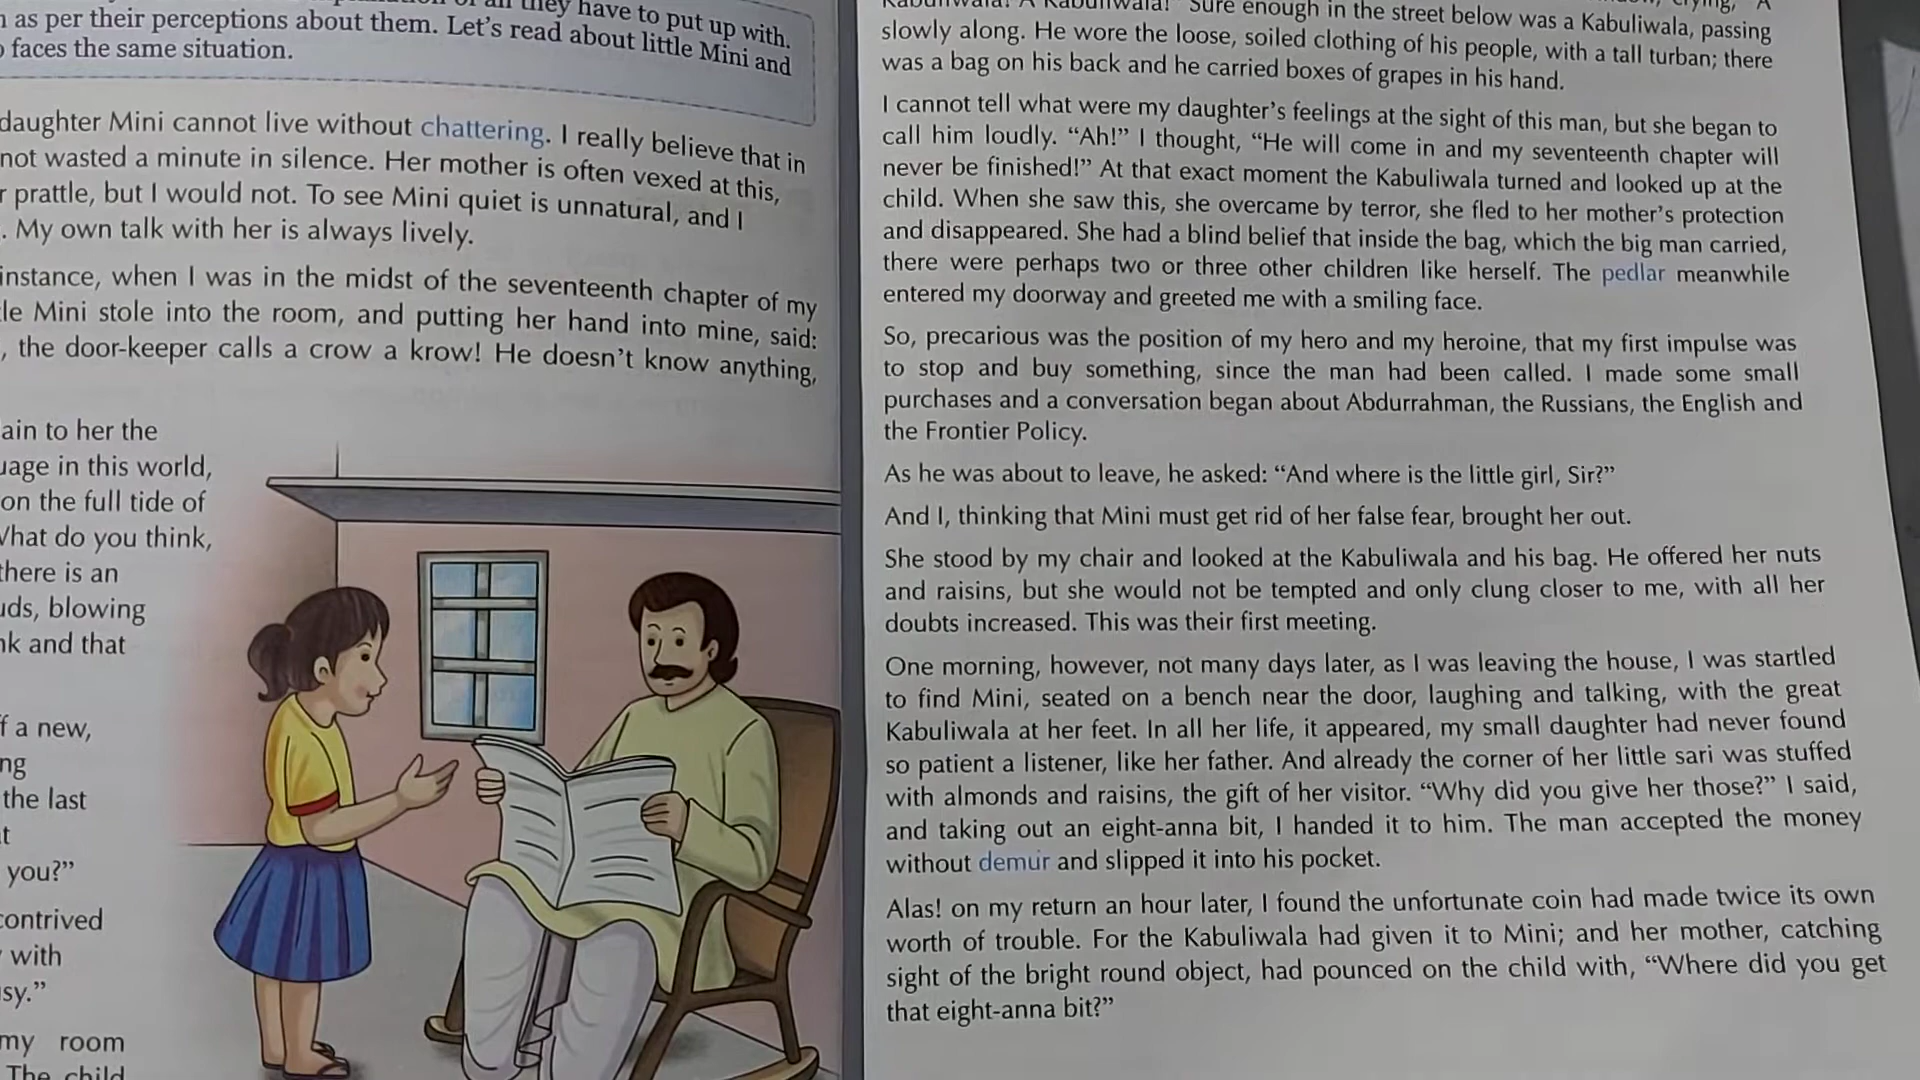 they have to put up with.
as per their perceptions about them. Let's read about little Mini and
faces the same situation.
daughter Mini cannot live without chattering. I really believe that in
not wasted a minute in silence. Her mother is often vexed at this,
prattle, but I would not. To see Mini quiet is unnatural, and I
. My own talk with her is always lively.
instance, when I was in the midst of the seventeenth chapter of my
Mini stole into the room, and putting her hand into mine, said:
, the door-keeper calls a crow a krow! He doesn't know anything,
to her the
in this world,
on the full tide of
What do you think,
there is an
blowing
and that
a new,
the last
you?"
contrived
with
my room
The child
Kabuliwala! A Kabuliwala!" Sure enough in the street below was a Kabuliwala, passing
slowly along. He wore the loose, soiled clothing of his people, with a tall turban; there
was a bag on his back and he carried boxes of grapes in his hand.
I cannot tell what were my daughter's feelings at the sight of this man, but she began to
call him loudly. "Ah!" I thought, "He will come in and my seventeenth chapter will
never be finished!" At that exact moment the Kabuliwala turned and looked up at the
child. When she saw this, she overcame by terror, she fled to her mother's protection
and disappeared. She had a blind belief that inside the bag, which the big man carried,
there were perhaps two or three other children like herself. The pedlar meanwhile
entered my doorway and greeted me with a smiling face.
So, precarious was the position of my hero and my heroine, that my first impulse was
to stop and buy something, since the man had been called. I made some small
purchases and a conversation began about Abdurrahman, the Russians, the English and
the Frontier Policy.
As he was about to leave, he asked: "And where is the little girl, Sir?"
And I, thinking that Mini must get rid of her false fear, brought her out.
She stood by my chair and looked at the Kabuliwala and his bag. He offered her nuts
and raisins, but she would not be tempted and only clung closer to me, with all her
doubts increased. This was their first meeting.
One morning, however, not many days later, as I was leaving the house, I was startled
to find Mini, seated on a bench near the door, laughing and talking, with the great
Kabuliwala at her feet. In all her life, it appeared, my small daughter had never found
so patient a listener, like her father. And already the corner of her little sari was stuffed
with almonds and raisins, the gift of her visitor. "Why did you give her those?" I said,
and taking out an eight-anna bit, I handed it to him. The man accepted the money
without demur and slipped it into his pocket.
Alas! on my return an hour later, I found the unfortunate coin had made twice its own
worth of trouble. For the Kabuliwala had given it to Mini; and her mother, catching
sight of the bright round object, had pounced on the child with, "Where did you get
that eight-anna bit?"